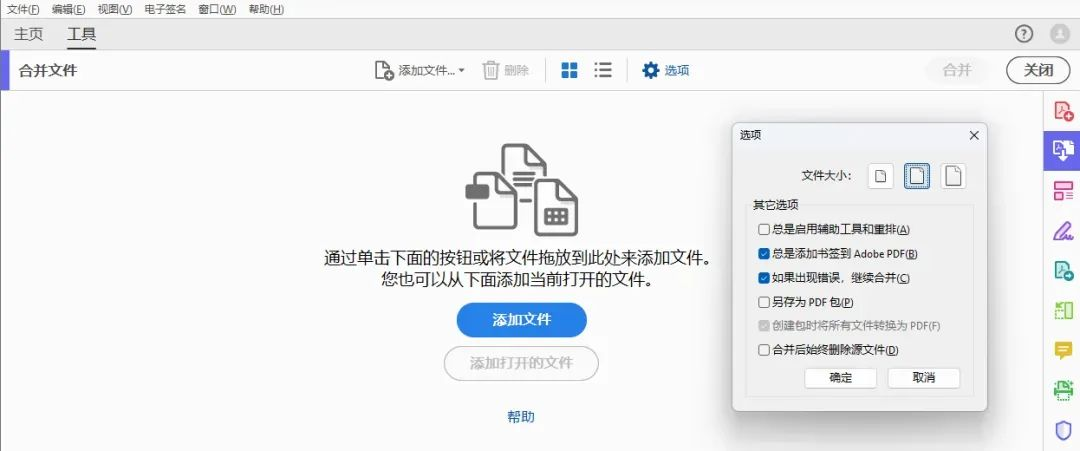 文件(F) 编辑(E) 视图(V) 电子签名 窗口(W) 帮助(H)
主页 工具
合并文件 添加文件... 删除 选项 合并 关闭
通过单击下面的按钮或将文件拖放到此处来添加文件。
您也可以从下面添加当前打开的文件。
添加文件
添加打开的文件
帮助
选项
文件大小：
其它选项
总是启用辅助工具和重排(A)
总是添加书签到 Adobe PDF(B)
如果出现错误，继续合并(C)
另存为 PDF 包(P)
创建包时将所有文件转换为 PDF(F)
合并后始终删除源文件(D)
确定 取消